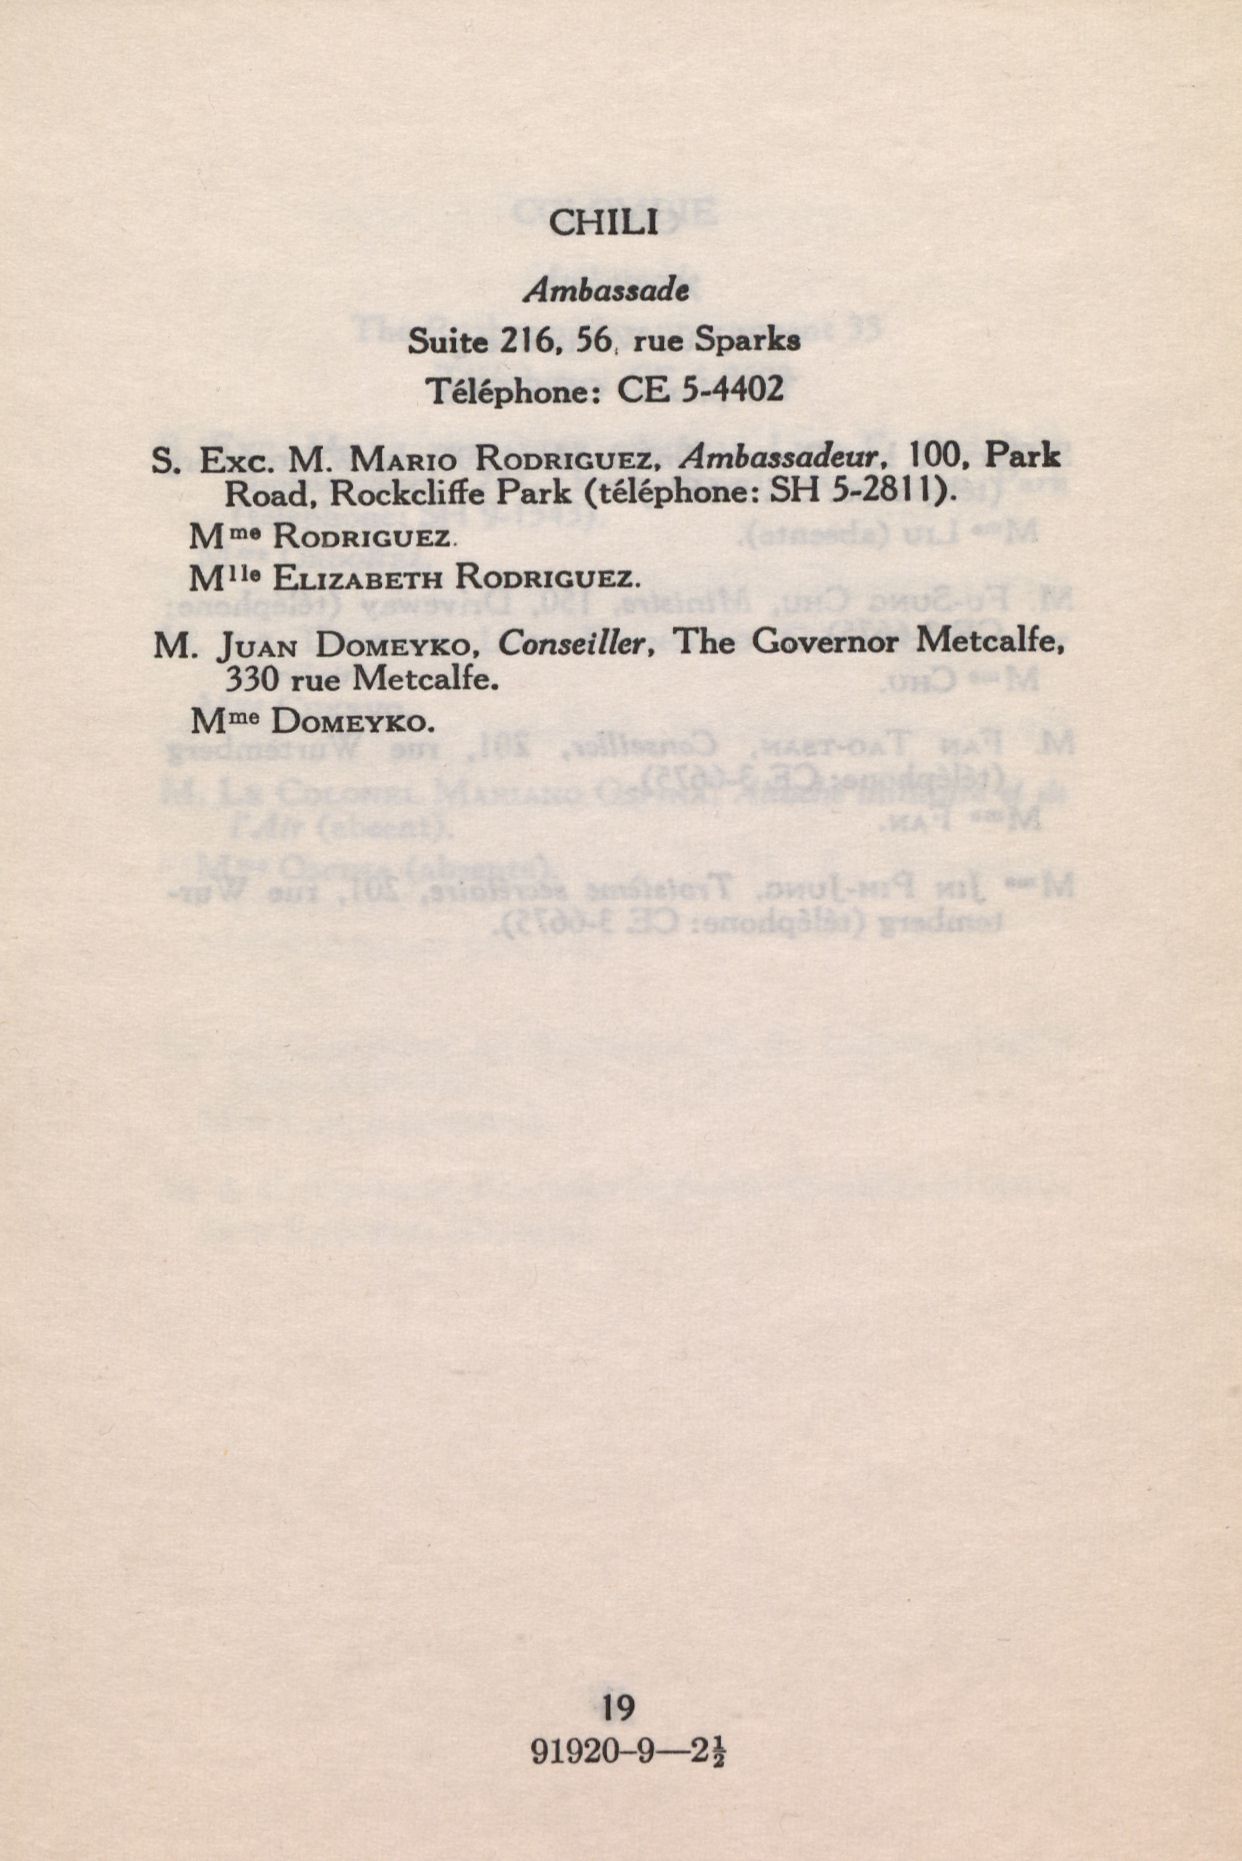 CHILI
Ambassade
Suite 216, 56, rue Sparks
Téléphone: CE 5-4402
S. Exc. M. Mario Rodriguez, Ambassadeur, 100, Park
Road, Rockcliffe Park (téléphone: SH 5-2811).
Mme Rodriguez.
Mlle Elizabeth Rodriguez.
M. Juan Domeyko, Conseiller, The Governor Metcalfe,
330 rue Metcalfe.
Mme Domeyko.
19
91920-9—2½